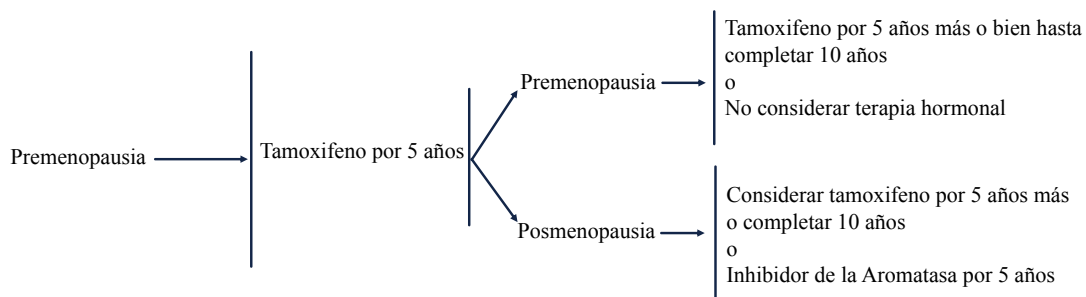 Premenopausia
Tamoxifeno por 5 años
Premenopausia
Tamoxifeno por 5 años más o bien hasta
completar 10 años
o
No considerar terapia hormonal
Posmenopausia
Considerar tamoxifeno por 5 años más
o completar 10 años
o
Inhibidor de la Aromatasa por 5 años